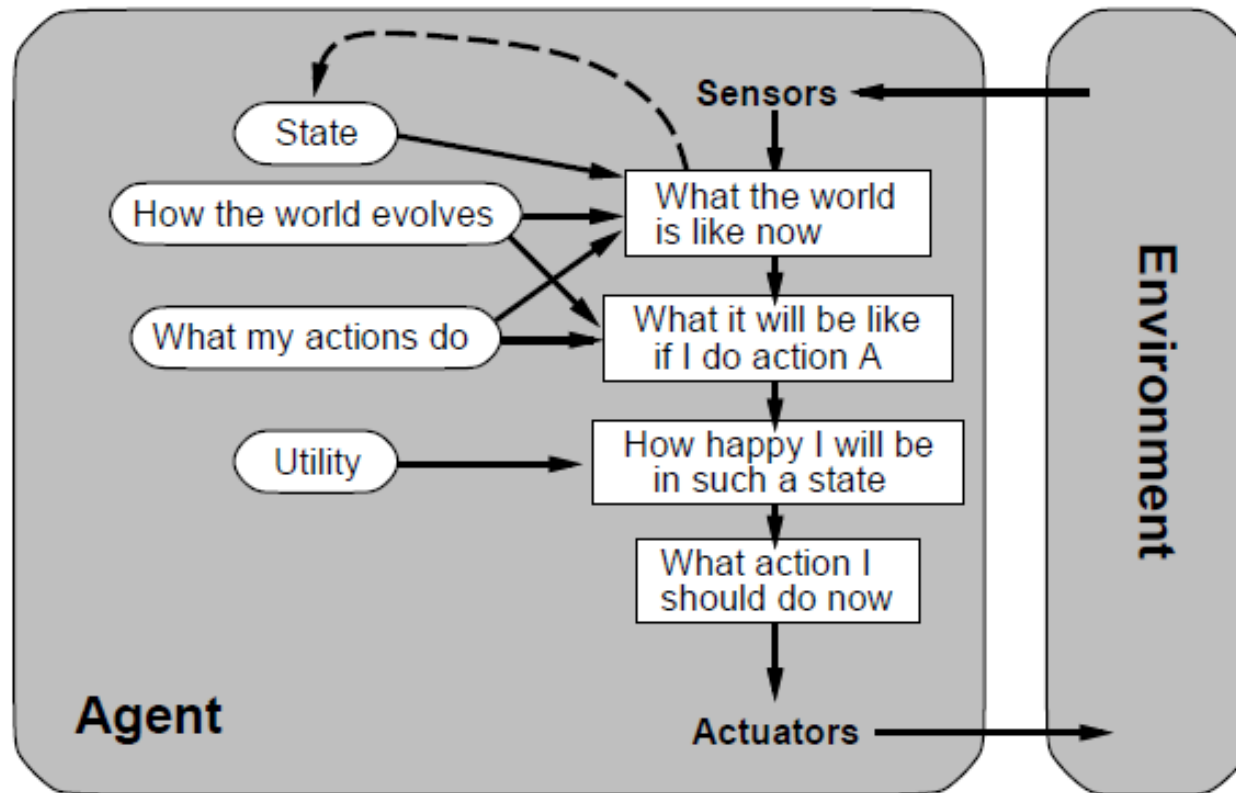 Sensors
State
What the world
is like now
How the world evolves
What my actions do
What it will be like
if I do action A
Utility
How happy I will be
in such a state
What action I
should do now
Agent
Actuators
Environment